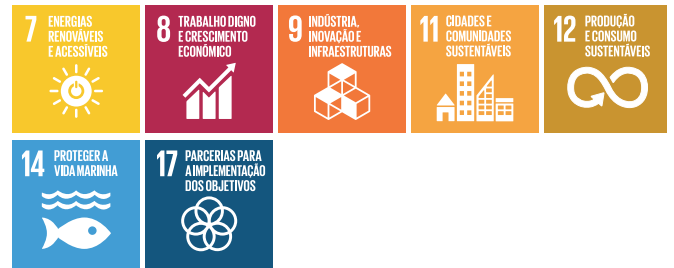 7 ENERGIAS
RENOVÁVEIS
E ACESSÍVEIS
8 TRABALHO DIGNO
E CRESCIMENTO
ECONÓMICO
9 INDÚSTRIA,
INOVAÇÃO E
INFRAESTRUTURAS
11 CIDADES E
COMUNIDADES
SUSTENTÁVEIS
12 PRODUÇÃO
E CONSUMO
SUSTENTÁVEIS
14 PROTEGER A
VIDA MARINHA
17 PARCERIAS PARA
A IMPLEMENTAÇÃO
DOS OBJETIVOS